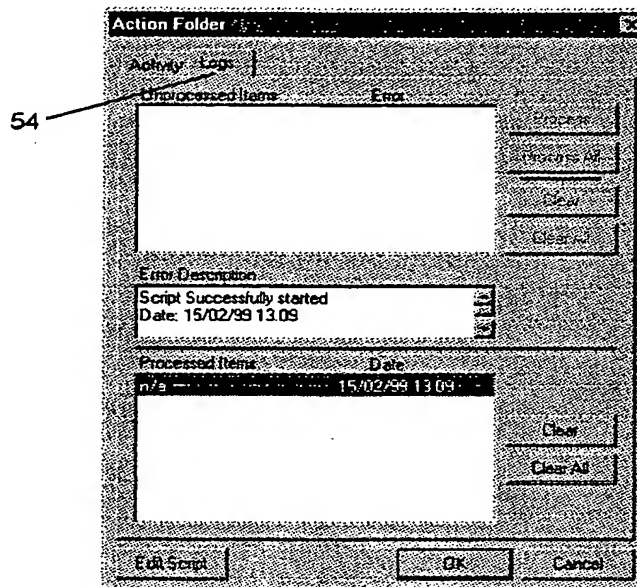 Action Folder
Activity Logs
54
Unprocessed Items Error
Process
Process All
Clear
Clear All
Error Description
Script Successfully started
Date: 15/02/99 13.09
Processed Items Date
n/a 15/02/99 13.09
Clear
Clear All
Edit Script OK Cancel